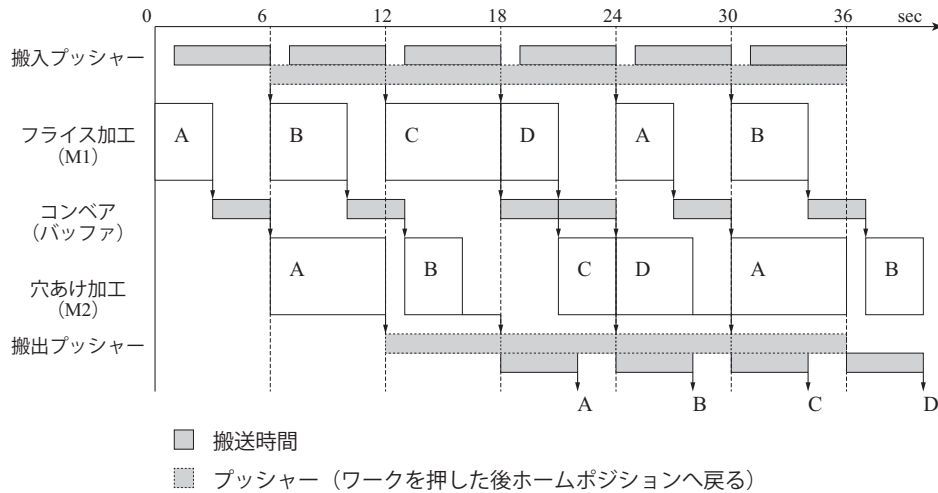 0 6 12 18 24 30 36 sec
搬入プッシャー
A B C D A B
フライス加工
（M1）
コンベア
（バッファ）
A B C D A B
穴あけ加工
（M2）
搬出プッシャー
A B C D
搬送時間
プッシャー（ワークを押した後ホームポジションへ戻る）